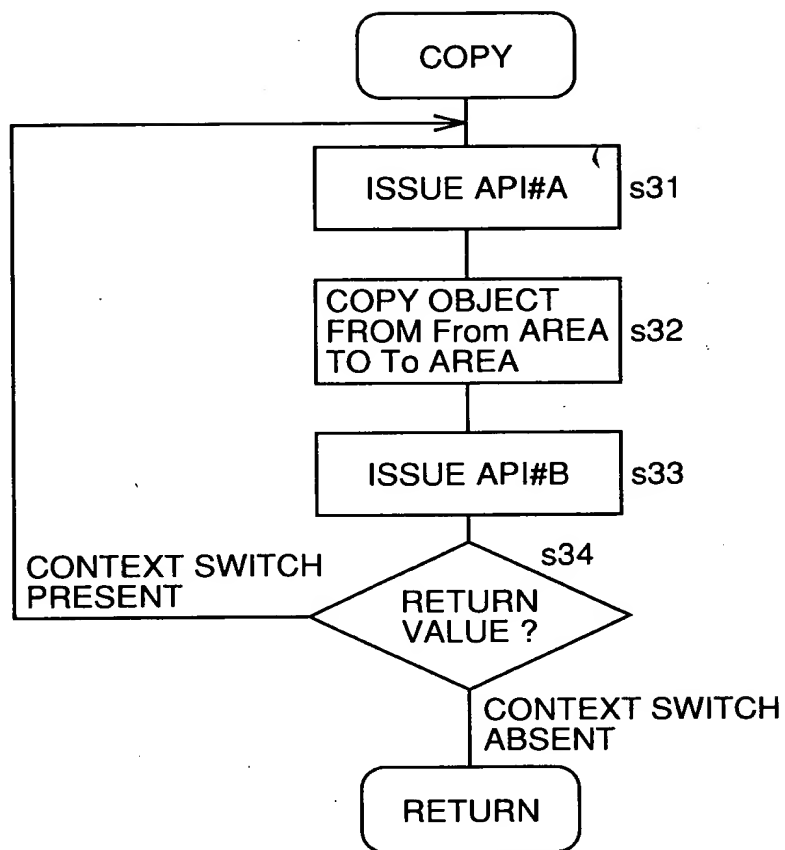 COPY
ISSUE API#A
s31
COPY OBJECT
FROM From AREA
TO To AREA
s32
ISSUE API#B
s33
s34
RETURN
VALUE ?
CONTEXT SWITCH
PRESENT
CONTEXT SWITCH
ABSENT
RETURN